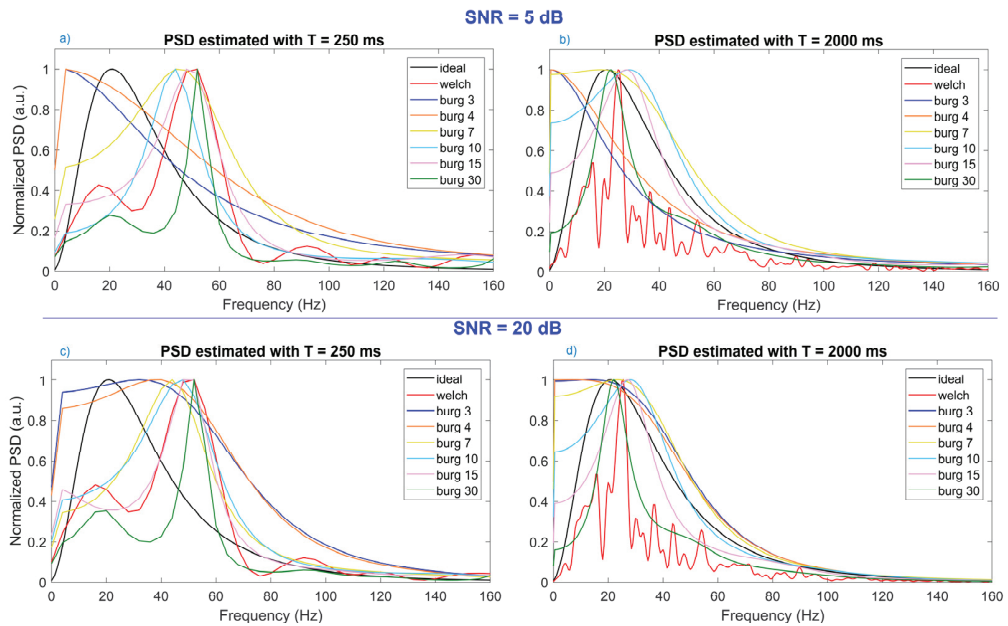 SNR = 5 dB
a)
PSD estimated with T = 250 ms
Normalized PSD (a.u.)
1
0.8
0.6
0.4
0.2
0
0 20 40 60 80 100 120 140 160
Frequency (Hz)
ideal
welch
burg 3
burg 4
burg 7
burg 10
burg 15
burg 30
b)
PSD estimated with T = 2000 ms
1
0.8
0.6
0.4
0.2
0
0 20 40 60 80 100 120 140 160
Frequency (Hz)
ideal
welch
burg 3
burg 4
burg 7
burg 10
burg 15
burg 30
SNR = 20 dB
c)
PSD estimated with T = 250 ms
Normalized PSD (a.u.)
1
0.8
0.6
0.4
0.2
0
0 20 40 60 80 100 120 140 160
Frequency (Hz)
ideal
welch
burg 3
burg 4
burg 7
burg 10
burg 15
burg 30
d)
PSD estimated with T = 2000 ms
1
0.8
0.6
0.4
0.2
0
0 20 40 60 80 100 120 140 160
Frequency (Hz)
ideal
welch
burg 3
burg 4
burg 7
burg 10
burg 15
burg 30